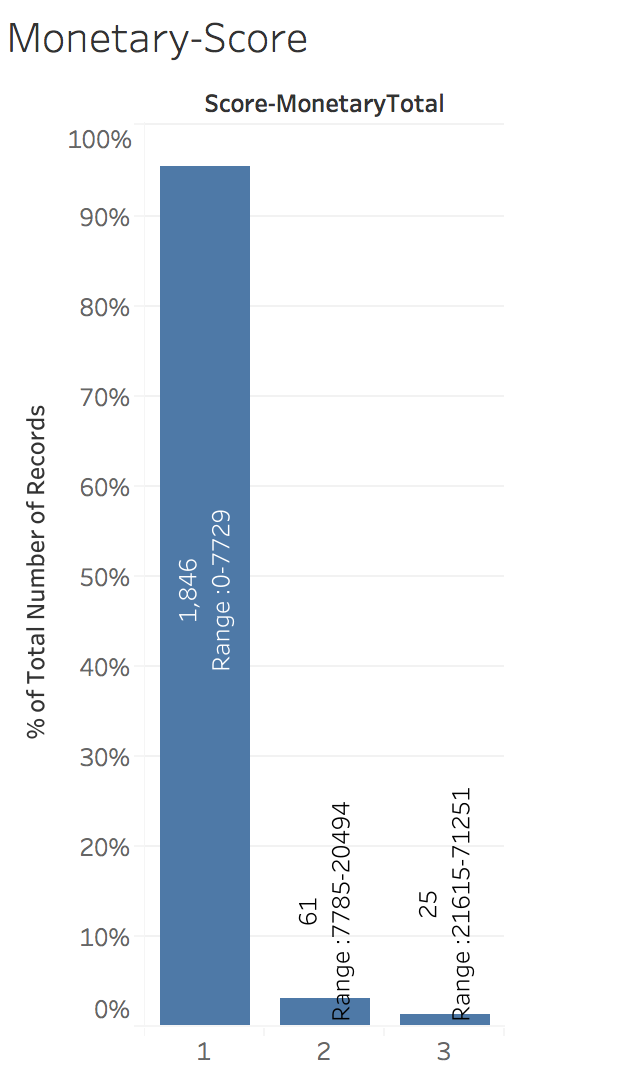 Monetary-Score
Score-MonetaryTotal
% of Total Number of Records
100%
90%
80%
70%
60%
50%
40%
30%
20%
10%
0%
1,846
Range :0-7729
61
Range :7785-20494
25
Range :21615-71251
1
2
3